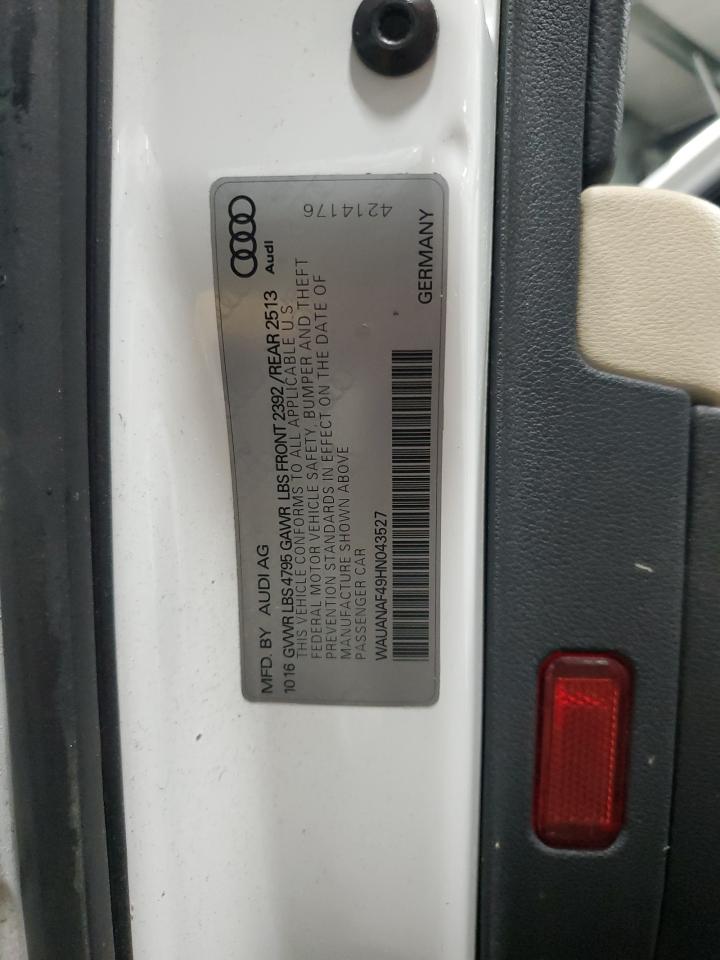 MFD. BY AUDI AG
Audi
1016 GVWR LBS 4795 GAWR LBS FRONT 2392/REAR 2513
THIS VEHICLE CONFORMS TO ALL APPLICABLE U.S
FEDERAL MOTOR VEHICLE SAFETY, BUMPER AND THEFT
PREVENTION STANDARDS IN EFFECT ON THE DATE OF
MANUFACTURE SHOWN ABOVE
PASSENGER CAR
4214176
WAUANAF49HN043527
GERMANY